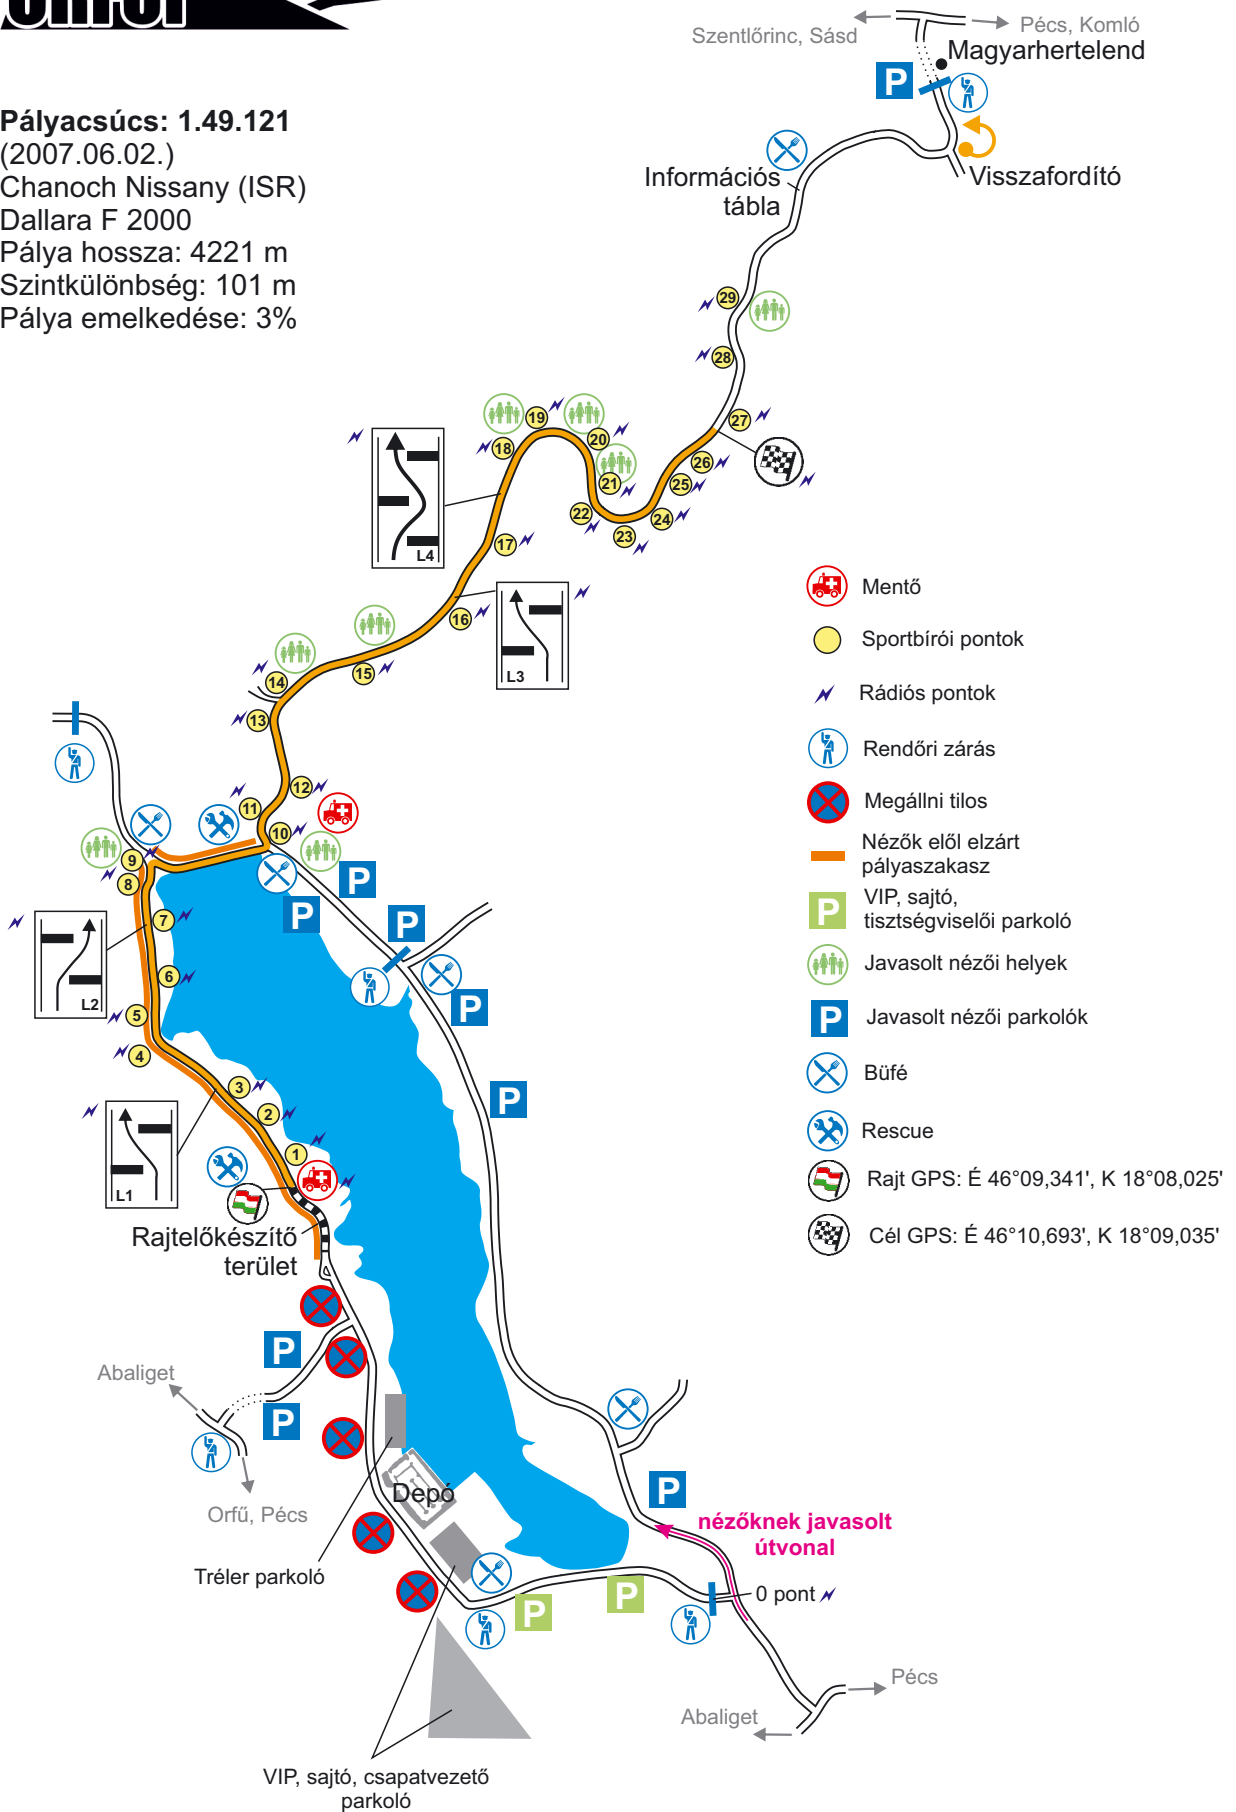 Pályacsúcs: 1.49.121
(2007.06.02.)
Chanoch Nissany (ISR)
Dallara F 2000
Pálya hossza: 4221 m
Szintkülönbség: 101 m
Pálya emelkedése: 3%
Szentlőrinc, Sásd
Pécs, Komló
Magyarhertelend
P
Visszafordító
Információs
tábla
29
28
27
26
25
24
23
22
21
20
19
18
17
16
15
14
13
12
11
10
9
8
7
6
5
4
3
2
1
L4
L3
L2
L1
P
P
P
P
P
Rajtelőkészítő
terület
P
P
Abaliget
Orfű, Pécs
Depó
Tréler parkoló
P
nézőknek javasolt
útvonal
0 pont
P
P
Pécs
Abaliget
VIP, sajtó, csapatvezető
parkoló
Mentő
Sportbírói pontok
Rádiós pontok
Rendőri zárás
Megállni tilos
Nézők elől elzárt
pályaszakasz
P VIP, sajtó,
tisztségviselői parkoló
Javasolt nézői helyek
P Javasolt nézői parkolók
Büfé
Rescue
Rajt GPS: É 46°09,341', K 18°08,025'
Cél GPS: É 46°10,693', K 18°09,035'